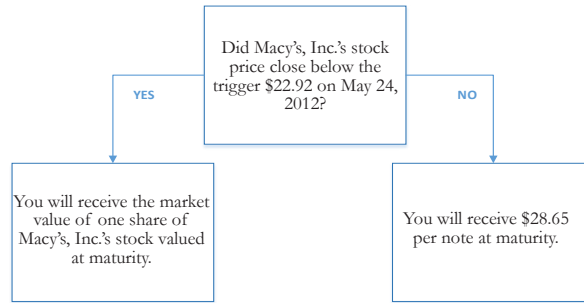 Did Macy’s, Inc.’s stock
price close below the
trigger $22.92 on May 24,
2012?
YES
NO
You will receive the market
value of one share of
Macy’s, Inc.’s stock valued
at maturity.
You will receive $28.65
per note at maturity.